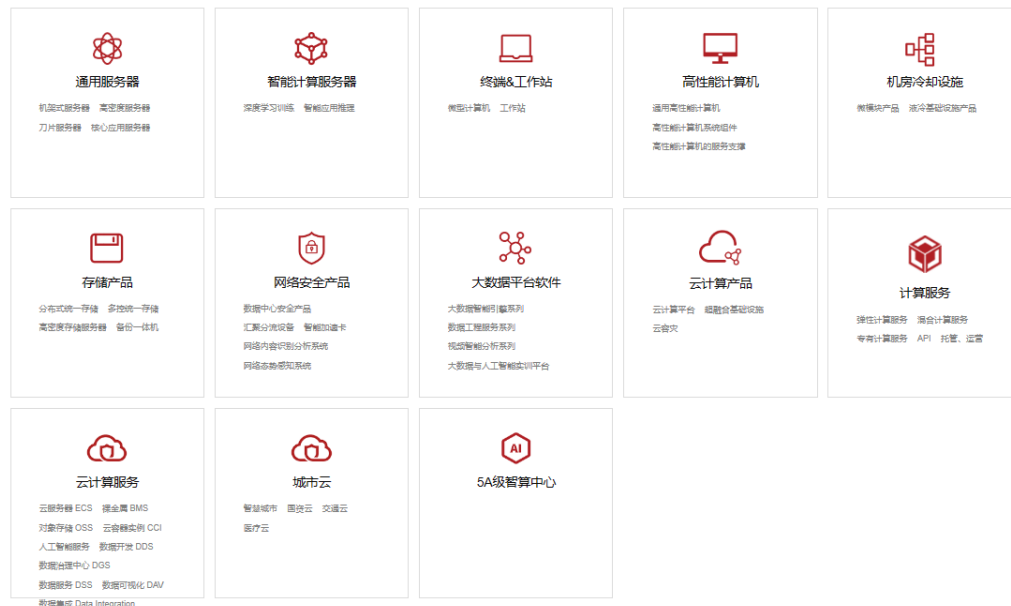 通用服务器
机架式服务器 高密度服务器
刀片服务器 核心应用服务器
智能计算服务器
深度学习训练 智能应用推理
终端&工作站
微型计算机 工作站
高性能计算机
通用高性能计算机
高性能计算机系统组件
高性能计算机的服务支撑
机房冷却设施
微模块产品 液冷基础设施产品
存储产品
分布式统一存储 多控统一存储
高密度存储服务器 备份一体机
网络安全产品
数据中心安全产品
汇聚分流设备 智能加速卡
网络内容识别分析系统
网络态势感知系统
大数据平台软件
大数据智能引擎系列
数据工程服务系列
视频智能分析系列
大数据与人工智能实训平台
云计算产品
云计算平台 超融合基础设施
云容灾
计算服务
弹性计算服务 混合计算服务
专有计算服务 API 托管、运营
云计算服务
云服务器 ECS 裸金属 BMS
对象存储 OSS 云容器实例 CCI
人工智能服务 数据开发 DDS
数据治理中心 DGS
数据服务 DSS 数据可视化 DAV
数据集成 Data Integration
城市云
智慧城市 国资云 交通云
医疗云
AI
5A级智算中心